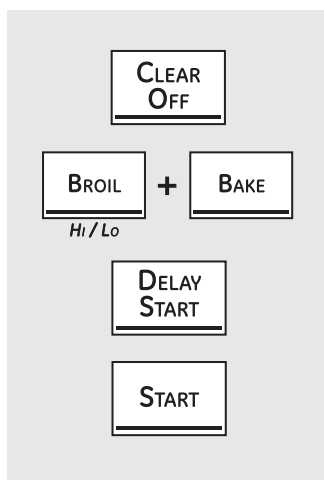 CLEAR
OFF
BROIL + BAKE
HI / LO
DELAY
START
START